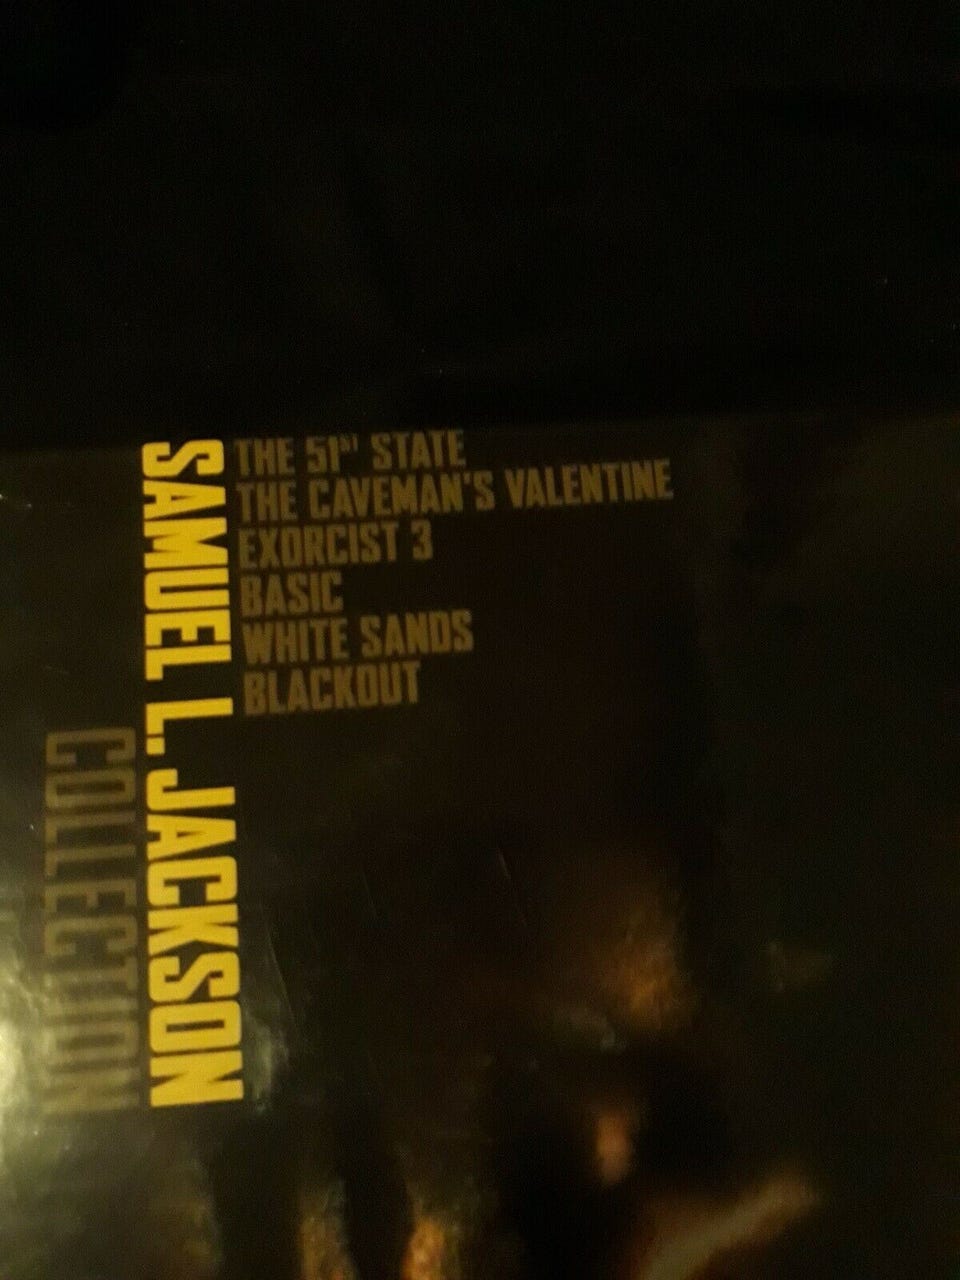 SAMUEL L. JACKSON
COLLECTION
THE 51ST STATE
THE CAVEMAN'S VALENTINE
EXORCIST 3
BASIC
WHITE SANDS
BLACKOUT